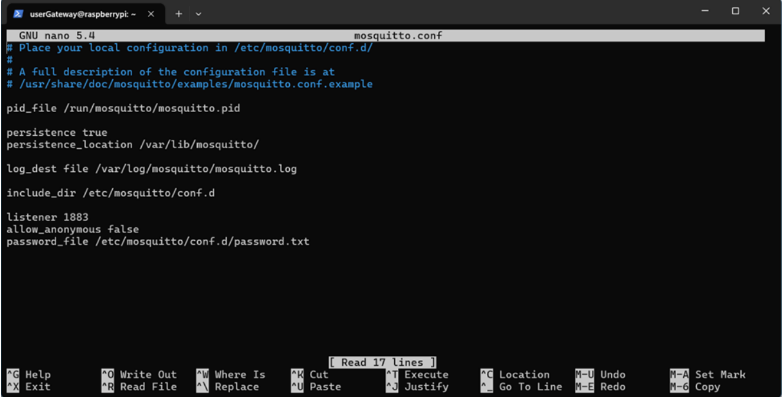 userGateway@raspberrypi: ~
GNU nano 5.4 mosquitto.conf
# Place your local configuration in /etc/mosquitto/conf.d/
#
# A full description of the configuration file is at
# /usr/share/doc/mosquitto/examples/mosquitto.conf.example
pid_file /run/mosquitto/mosquitto.pid
persistence true
persistence_location /var/lib/mosquitto/
log_dest file /var/log/mosquitto/mosquitto.log
include_dir /etc/mosquitto/conf.d
listener 1883
allow_anonymous false
password_file /etc/mosquitto/conf.d/password.txt
[ Read 17 lines ]
^G Help ^O Write Out ^W Where Is ^K Cut ^T Execute ^C Location M-U Undo M-A Set Mark
^X Exit ^R Read File ^\ Replace ^U Paste ^J Justify ^_ Go To Line M-E Redo M-6 Copy